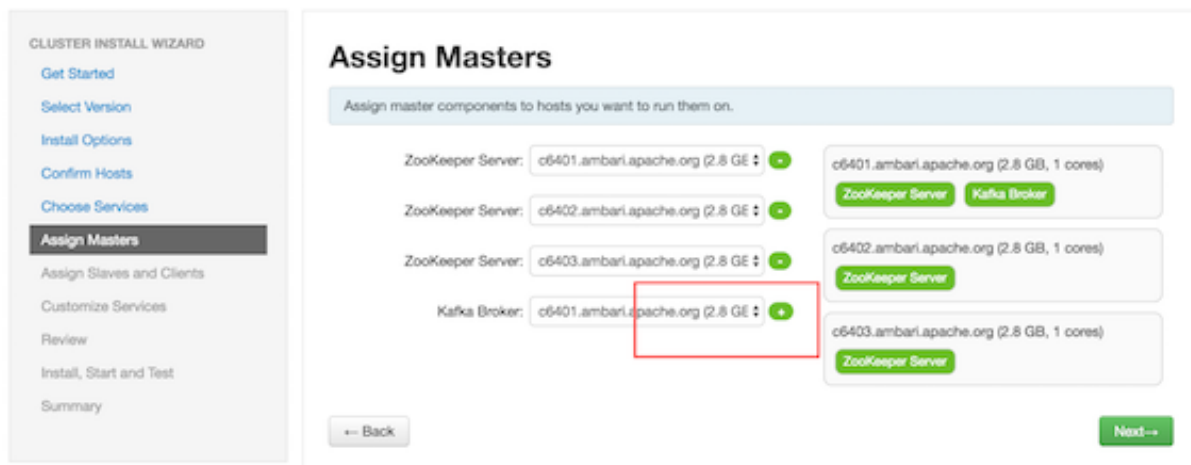 CLUSTER INSTALL WIZARD
Get Started
Select Version
Install Options
Confirm Hosts
Choose Services
Assign Masters
Assign Slaves and Clients
Customize Services
Review
Install, Start and Test
Summary
Assign Masters
Assign master components to hosts you want to run them on.
ZooKeeper Server: c6401.ambari.apache.org (2.8 GE -
ZooKeeper Server: c6402.ambari.apache.org (2.8 GE -
ZooKeeper Server: c6403.ambari.apache.org (2.8 GE -
Kafka Broker: c6401.ambari.apache.org (2.8 GE +
c6401.ambari.apache.org (2.8 GB, 1 cores)
ZooKeeper Server Kafka Broker
c6402.ambari.apache.org (2.8 GB, 1 cores)
ZooKeeper Server
c6403.ambari.apache.org (2.8 GB, 1 cores)
ZooKeeper Server
← Back
Next→